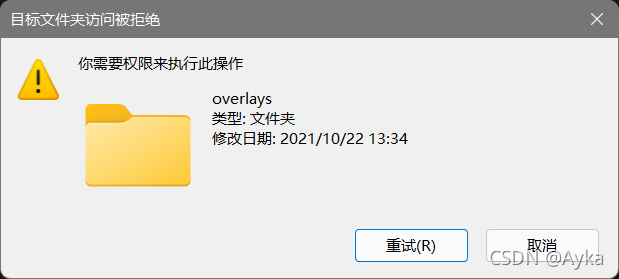 目标文件夹访问被拒绝
你需要权限来执行此操作
overlays
类型: 文件夹
修改日期: 2021/10/22 13:34
重试(R)
取消
CSDN @Ayka